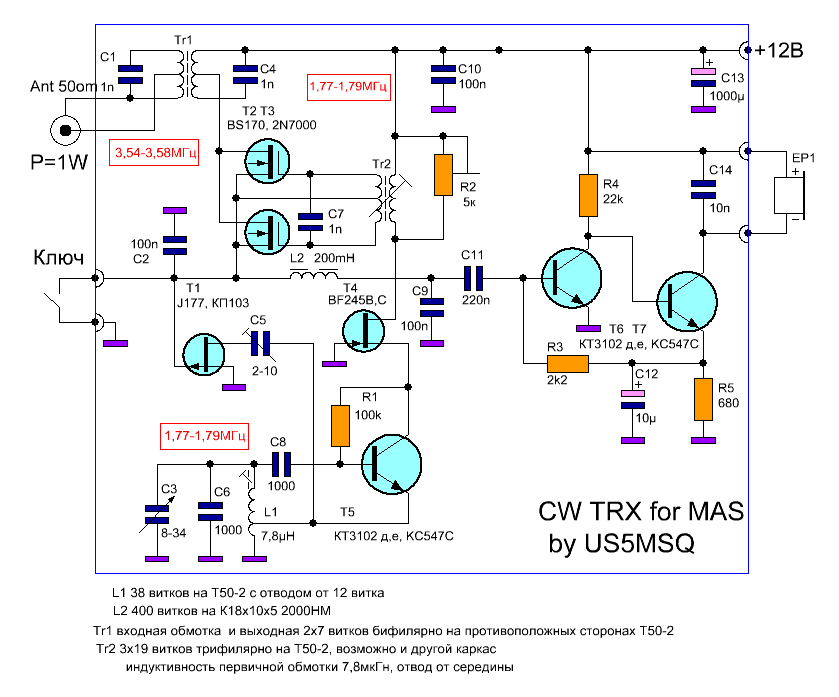 Tr1
C1
1n
C4
1n
Ant 50om
P=1W
3,54-3,58МГц
1,77-1,79МГц
T2 T3
BS170, 2N7000
C10
100n
+12В
C13
+
1000µ
Tr2
R2
5к
C7
1n
R4
22k
C14
10n
EP1
+
−
100n
C2
Ключ
L2 200mH
T1
J177, КП103
T4
BF245B,C
C11
220n
C9
100n
C5
2-10
T6 T7
КТ3102 д,е, KC547C
R3
2k2
C12
+
10µ
R5
680
R1
100k
1,77-1,79МГц
C8
1000
C3
8-34
C6
1000
L1
7,8µH
T5
КТ3102 д,е, KC547C
CW TRX for MAS
by US5MSQ
L1 38 витков на Т50-2 с отводом от 12 витка
L2 400 витков на К18х10х5 2000НМ
Tr1 входная обмотка и выходная 2х7 витков бифилярно на противоположных сторонах Т50-2
Tr2 3х19 витков трифилярно на Т50-2, возможно и другой каркас
индуктивность первичной обмотки 7,8мкГн, отвод от середины